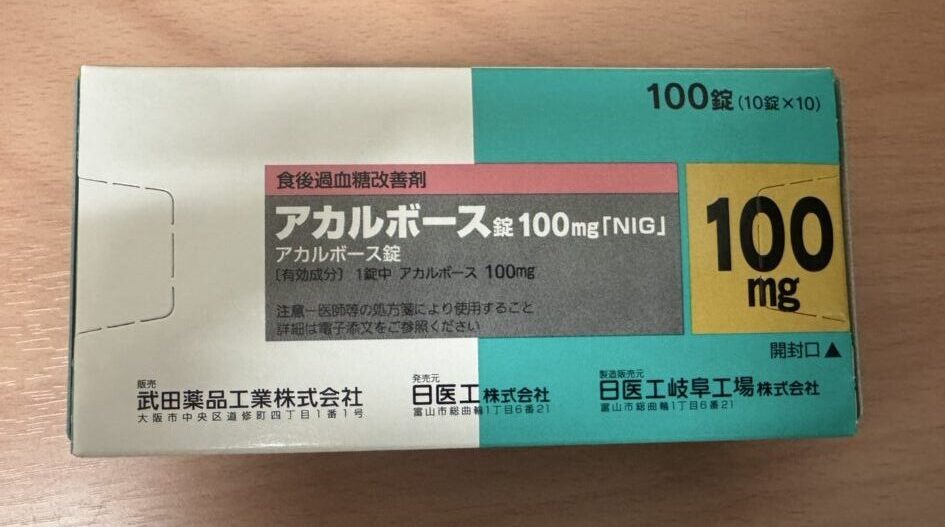 100錠(10錠×10)
食後過血糖改善剤
アカルボース錠100mg「NIG」
アカルボース錠
〔有効成分〕 1錠中 アカルボース 100mg
注意-医師等の処方箋により使用すること
詳細は電子添文をご参照ください
100
mg
開封口▲
販売
武田薬品工業株式会社
大阪市中央区道修町四丁目1番1号
発売元
日医工株式会社
富山市総曲輪1丁目6番21
製造販売元
日医工岐阜工場株式会社
富山市総曲輪1丁目6番21